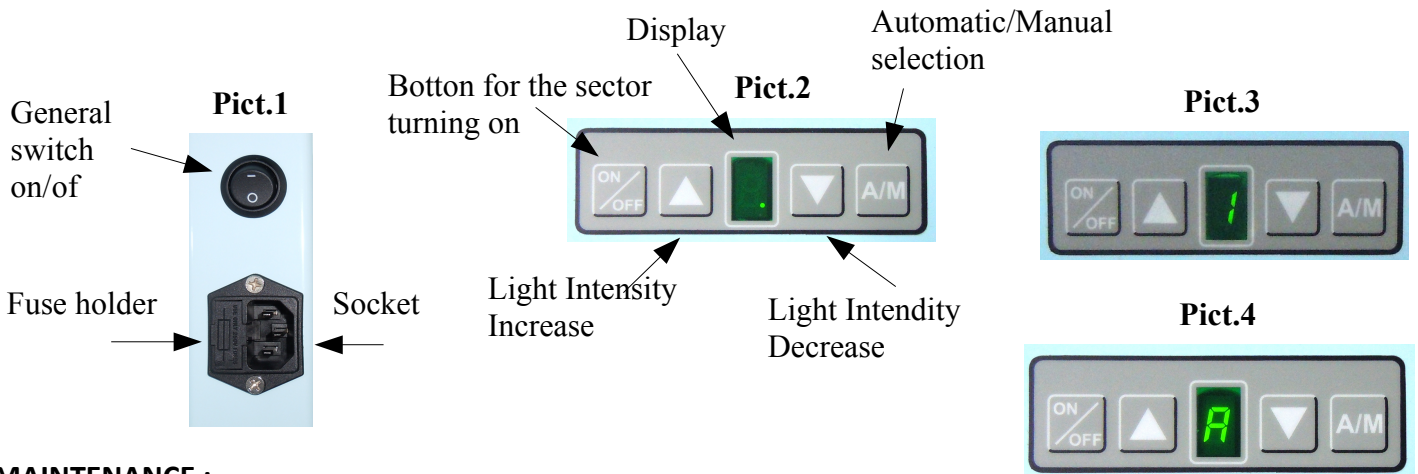 General
switch
on/of
Pict.1
Fuse holder
Socket
Display
Botton for the sector
turning on
Pict.2
Automatic/Manual
selection
ON/OFF
.
A/M
Light Intensity
Increase
Light Intendity
Decrease
Pict.3
ON/OFF
1
A/M
Pict.4
ON/OFF
A
A/M
MAINTENANCE :